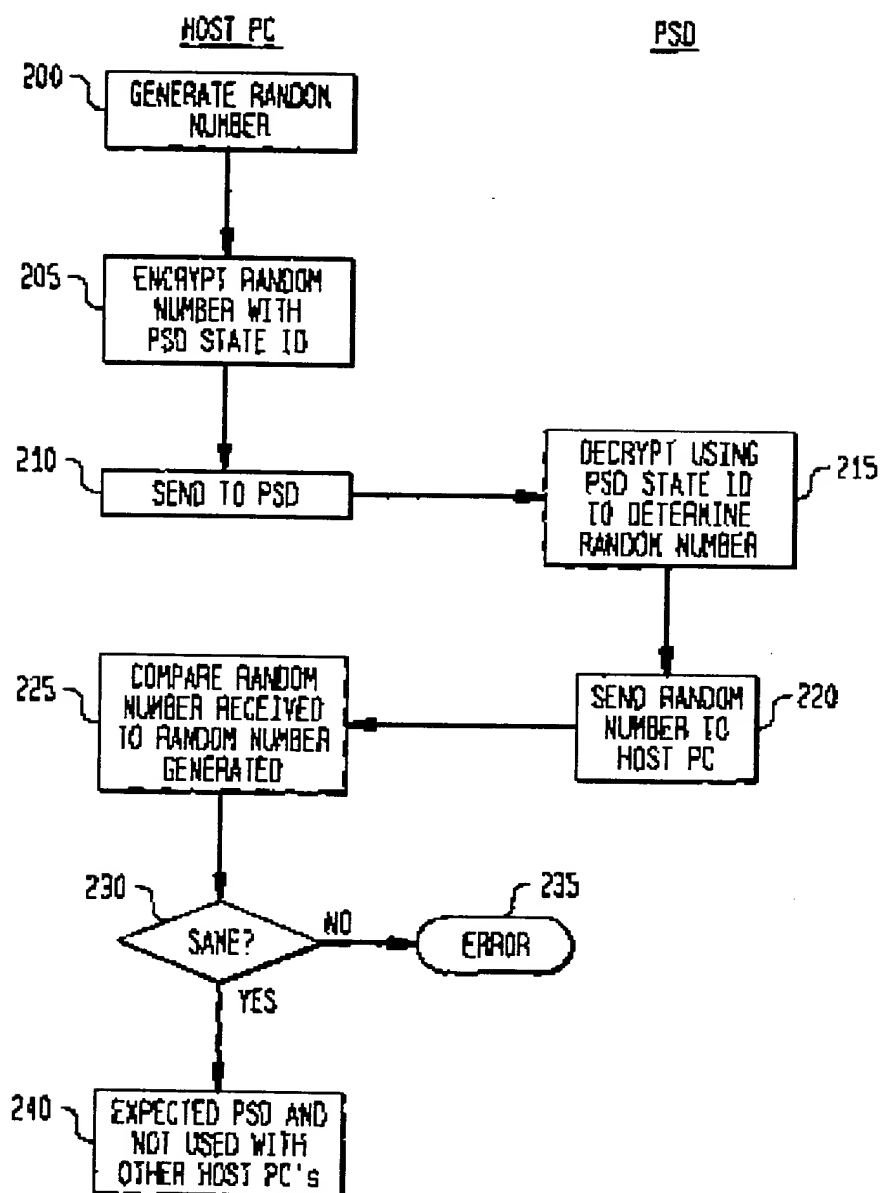 HOST PC
PSD
200
GENERATE RANDOM
NUMBER
205
ENCRYPT RANDOM
NUMBER WITH
PSD STATE ID
210
SEND TO PSD
DECRYPT USING
PSD STATE ID
TO DETERMINE
RANDOM NUMBER
215
225
COMPARE RANDOM
NUMBER RECEIVED
TO RANDOM NUMBER
GENERATED
SEND RANDOM
NUMBER TO
HOST PC
220
230
SAME?
NO
235
ERROR
YES
240
EXPECTED PSD AND
NOT USED WITH
OTHER HOST PC's